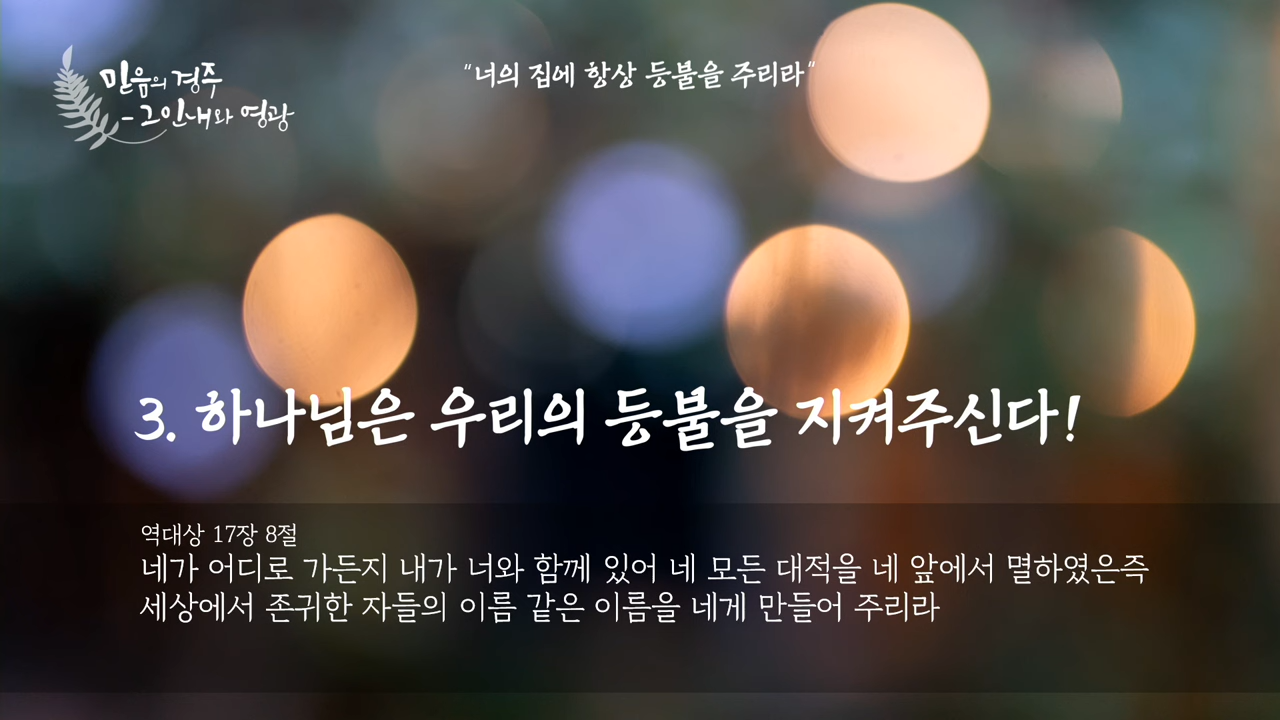 믿음의 경주
- 그 인내와 영광
"너의 집에 항상 등불을 주리라"
3. 하나님은 우리의 등불을 지켜주신다!
역대상 17장 8절
네가 어디로 가든지 내가 너와 함께 있어 네 모든 대적을 네 앞에서 멸하였은즉
세상에서 존귀한 자들의 이름 같은 이름을 네게 만들어 주리라